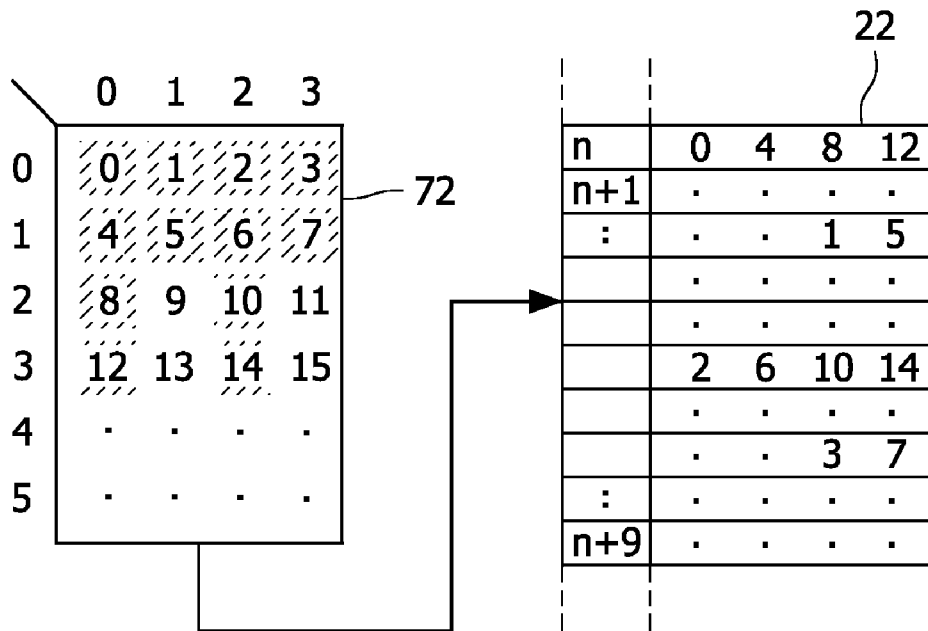 22
0 1 2 3
0 0 1 2 3
72
1 4 5 6 7
2 8 9 10 11
3 12 13 14 15
4 . . . .
5 . . . .
n 0 4 8 12
n+1 . . . .
: . . 1 5
. . . .
. . . .
2 6 10 14
. . . .
. . 3 7
: . . . .
n+9 . . . .